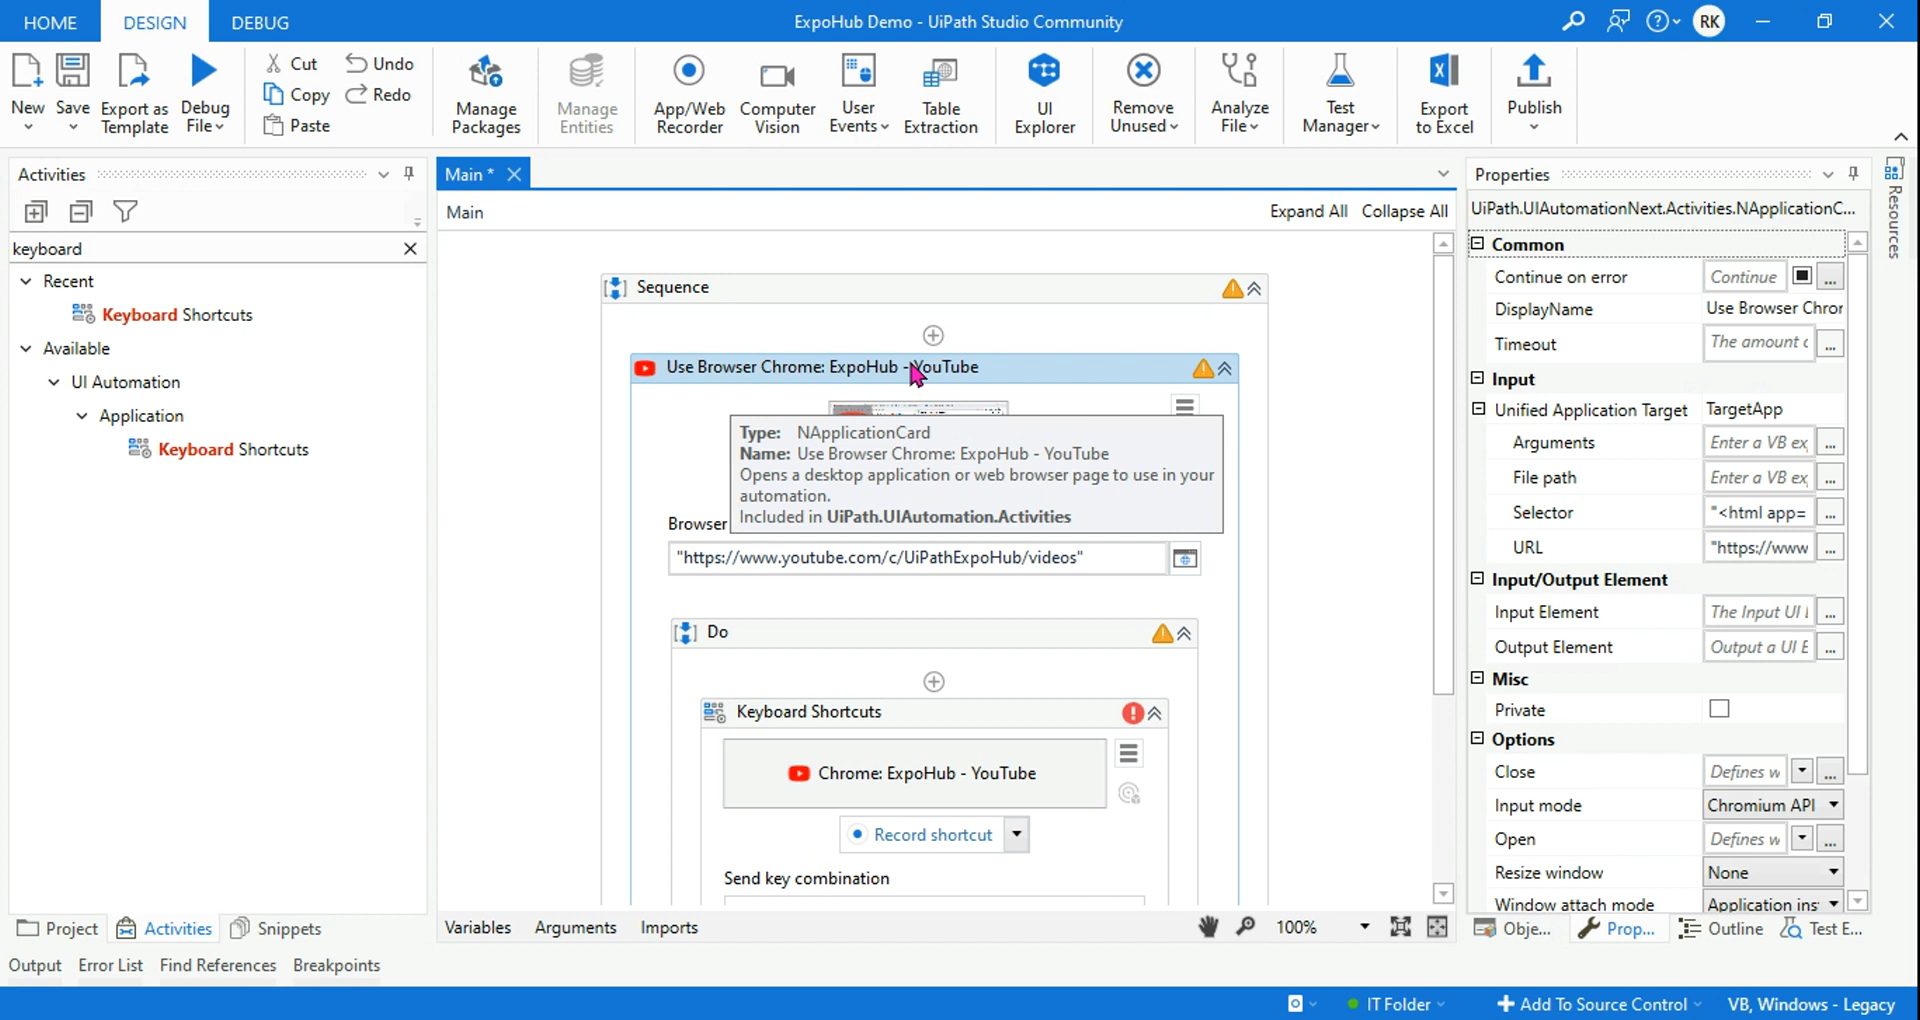 HOME DESIGN DEBUG ExpoHub Demo - UiPath Studio Community RK
New Save Export as Template Debug File Cut Copy Paste Undo Redo Manage Packages Manage Entities App/Web Recorder Computer Vision User Events Table Extraction UI Explorer Remove Unused Analyze File Test Manager Export to Excel Publish
Activities
keyboard
Recent
Keyboard Shortcuts
Available
UI Automation
Application
Keyboard Shortcuts
Main *
Main Expand All Collapse All
Sequence
Use Browser Chrome: ExpoHub - YouTube
Type: NApplicationCard
Name: Use Browser Chrome: ExpoHub - YouTube
Opens a desktop application or web browser page to use in your
automation.
Included in UiPath.UIAutomation.Activities
Browser
"https://www.youtube.com/c/UiPathExpoHub/videos"
Do
Keyboard Shortcuts
Chrome: ExpoHub - YouTube
Record shortcut
Send key combination
Variables Arguments Imports 100%
Properties
UiPath.UIAutomationNext.Activities.NApplicationC...
Common
Continue on error Continue ...
DisplayName Use Browser Chror
Timeout The amount c ...
Input
Unified Application Target TargetApp
Arguments Enter a VB ex ...
File path Enter a VB ex ...
Selector "<html app= ...
URL "https://www ...
Input/Output Element
Input Element The Input UI I ...
Output Element Output a UI E ...
Misc
Private
Options
Close Defines w ...
Input mode Chromium API
Open Defines w ...
Resize window None
Window attach mode Application ins
Resources
Project Activities Snippets
Obje... Prop... Outline Test E...
Output Error List Find References Breakpoints
IT Folder Add To Source Control VB, Windows - Legacy